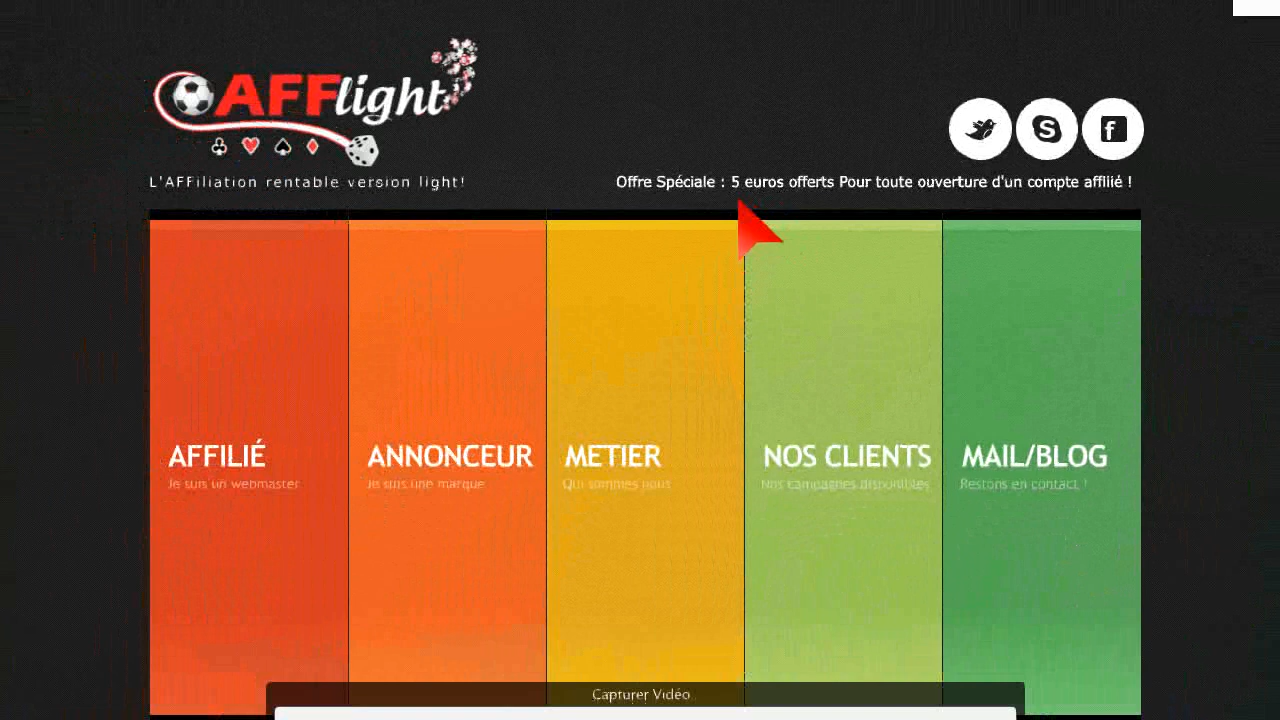 AFFlight
L'AFFiliation rentable version light!
Offre Spéciale : 5 euros offerts Pour toute ouverture d'un compte affilié !
AFFILIÉ
Je suis un webmaster
ANNONCEUR
Je suis une marque
METIER
Qui sommes nous
NOS CLIENTS
Nos campagnes disponibles
MAIL/BLOG
Restons en contact !
Capturer Vidéo